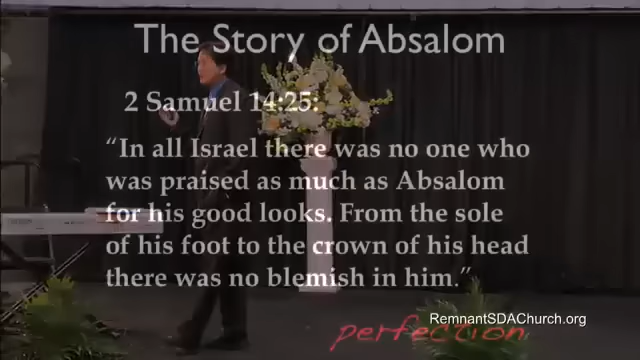 The Story of Absalom
2 Samuel 14:25:
“In all Israel there was no one who
was praised as much as Absalom
for his good looks. From the sole
of his foot to the crown of his head
there was no blemish in him.”
RemnantSDAChurch.org
perfection